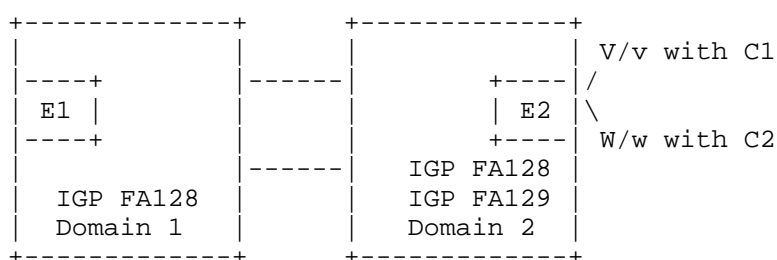 V/v with C1
E1
E2
W/w with C2
IGP FA128
IGP FA128
IGP FA129
Domain 1
Domain 2